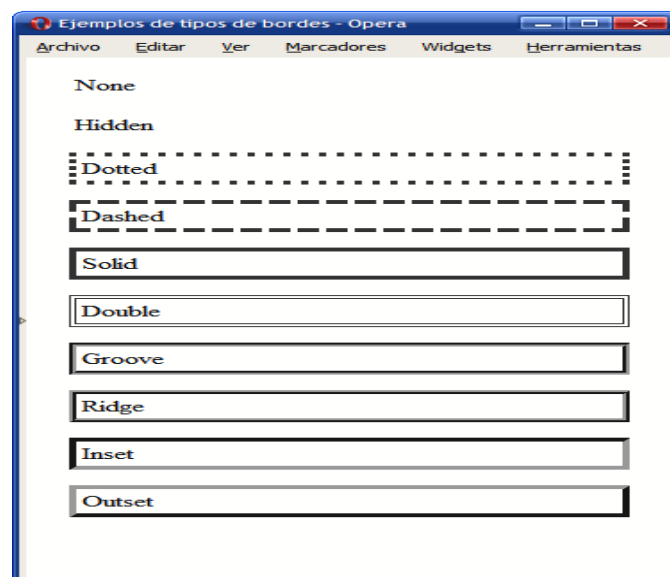 Ejemplos de tipos de bordes - Opera
Archivo Editar Ver Marcadores Widgets Herramientas
None
Hidden
Dotted
Dashed
Solid
Double
Groove
Ridge
Inset
Outset